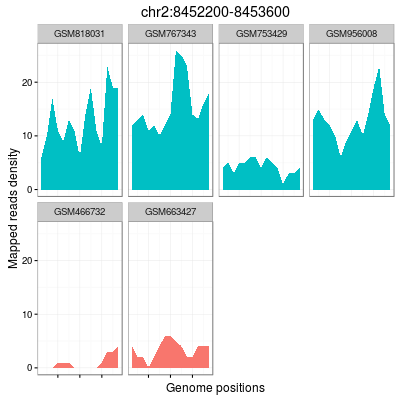 chr2:8452200-8453600
GSM818031 GSM767343 GSM753429 GSM956008
20
10
0
GSM466732 GSM663427
20
10
0
Mapped reads density
Genome positions